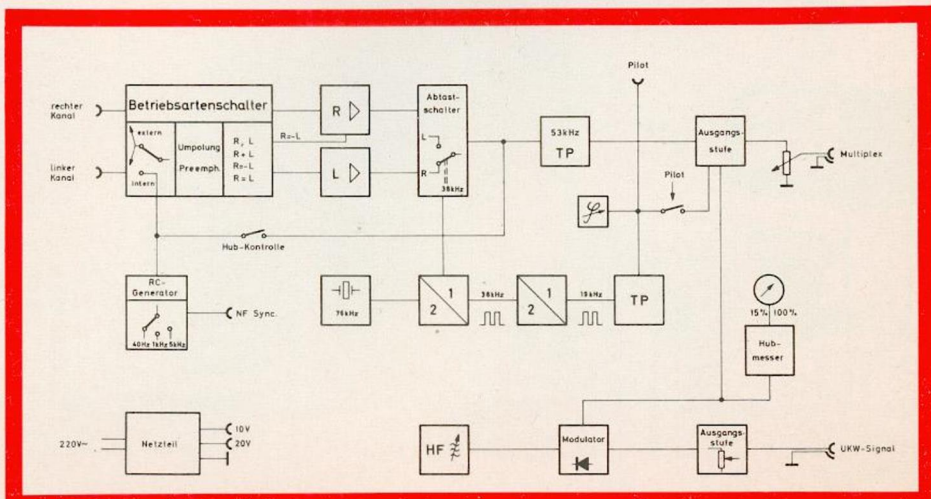 Pilot
rechter
Kanal
Betriebsartenschalter
R
Abtast-
schalter
extern
Umpolung
Preemph.
R, L
R+L
R=-L
R=L
R=-L
L
R
38kHz
53kHz
TP
Ausgangs-
stufe
Multiplex
linker
Kanal
intern
L
Pilot
Hub-Kontrolle
RC-
Generator
40Hz 1kHz 5kHz
NF Sync.
76kHz
1
2
38kHz
1
2
19kHz
TP
15% 100%
Hub-
messer
220V~
Netzteil
10V
20V
HF
Modulator
Ausgangs-
stufe
UKW-Signal